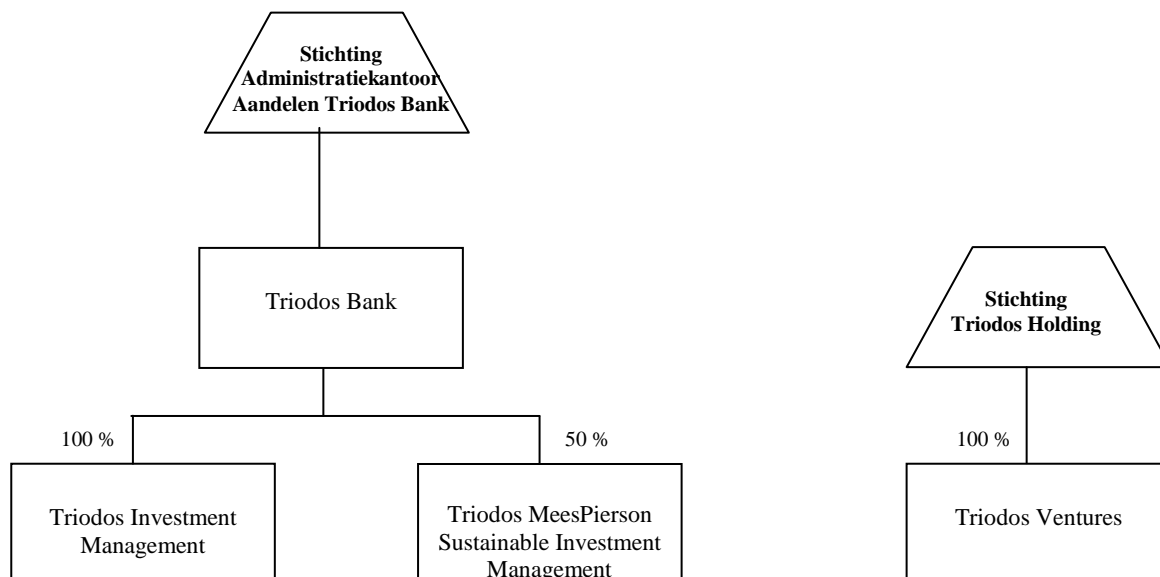 Stichting
Administratiekantoor
Aandelen Triodos Bank
Triodos Bank
Stichting
Triodos Holding
100 %
50 %
100 %
Triodos Investment
Management
Triodos MeesPierson
Sustainable Investment
Management
Triodos Ventures